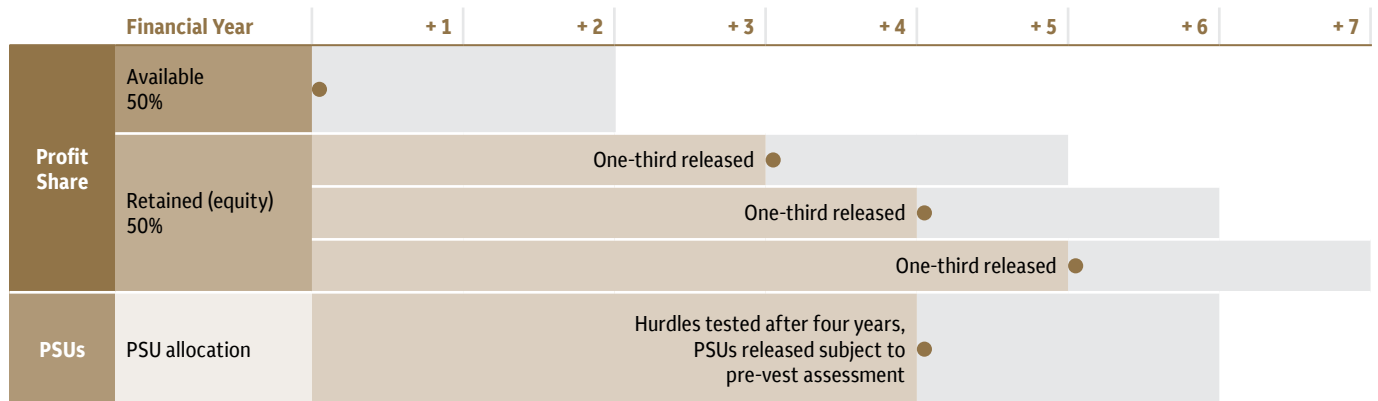 Financial Year
+ 1
+ 2
+ 3
+ 4
+ 5
+ 6
+ 7
Profit
Share
Available
50%
Retained (equity)
50%
One-third released
One-third released
One-third released
PSUs
PSU allocation
Hurdles tested after four years,
PSUs released subject to
pre-vest assessment